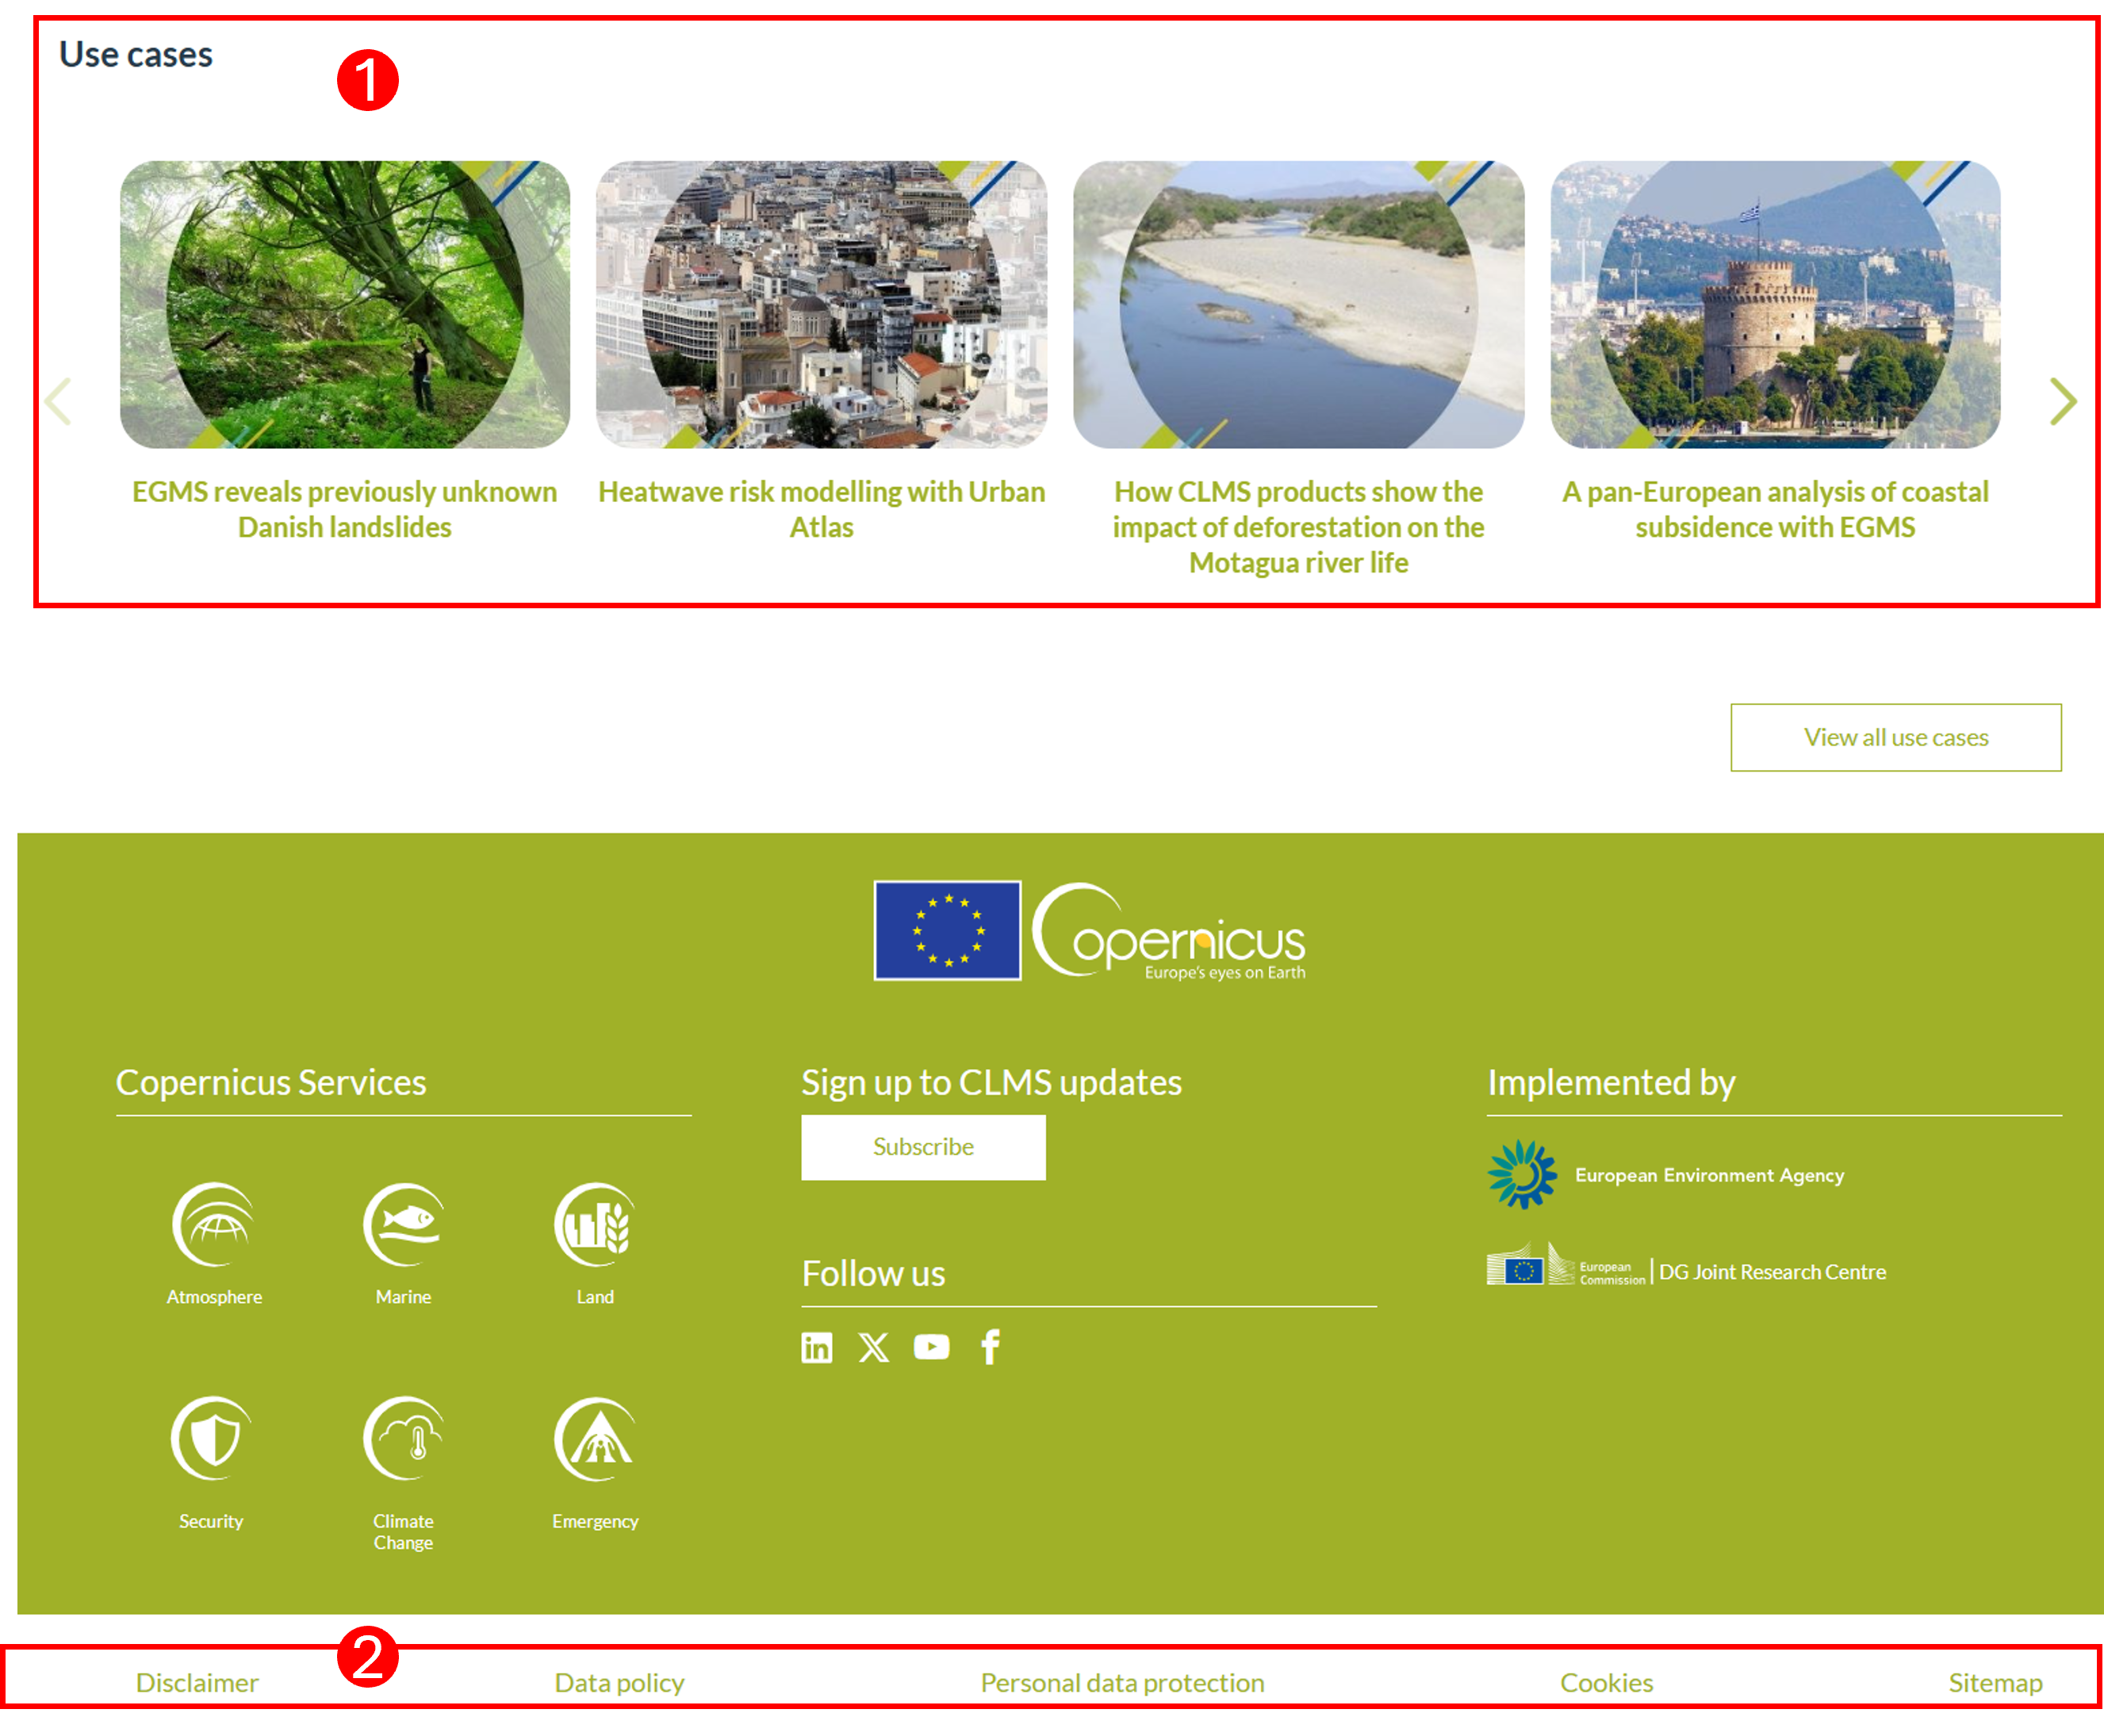 Use cases
1
EGMS reveals previously unknown
Danish landslides
Heatwave risk modelling with Urban
Atlas
How CLMS products show the
impact of deforestation on the
Motagua river life
A pan-European analysis of coastal
subsidence with EGMS
View all use cases
Copernicus
Europe's eyes on Earth
Copernicus Services
Atmosphere
Marine
Land
Security
Climate
Change
Emergency
Sign up to CLMS updates
Subscribe
Follow us
in X f
Implemented by
European Environment Agency
European
Commission
DG Joint Research Centre
2
Disclaimer
Data policy
Personal data protection
Cookies
Sitemap